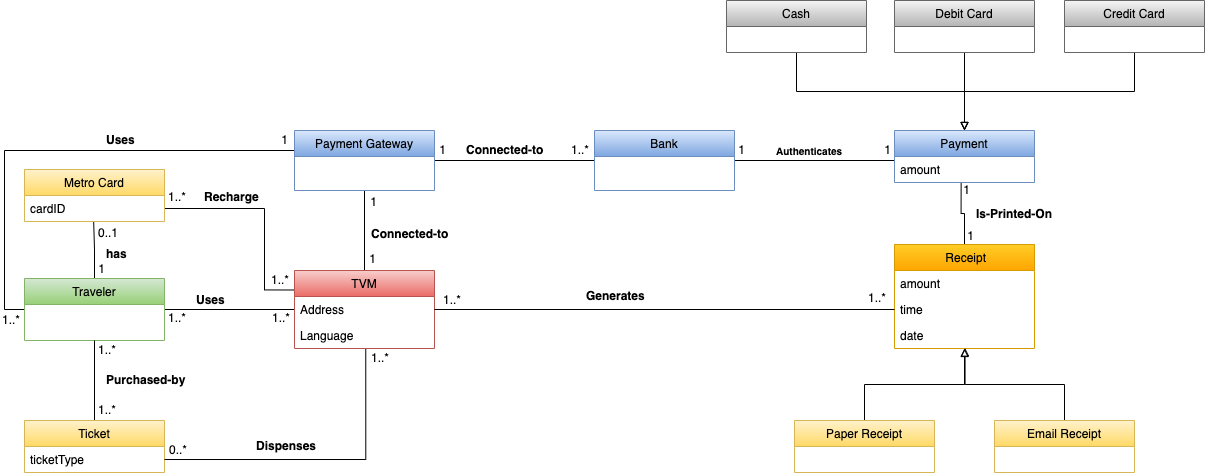 Cash
Debit Card
Credit Card
Uses
1
Payment Gateway
1
Connected-to
1..*
Bank
1
Authenticates
1
Payment
amount
Metro Card
cardID
1..*
Recharge
1
1
Is-Printed-On
0..1
has
1
Connected-to
1
1
Receipt
amount
time
date
Traveler
1..*
Uses
1..*
1..*
1..*
TVM
Address
Language
1..*
Generates
1..*
1..*
Purchased-by
1..*
1..*
Ticket
ticketType
0..*
Dispenses
Paper Receipt
Email Receipt